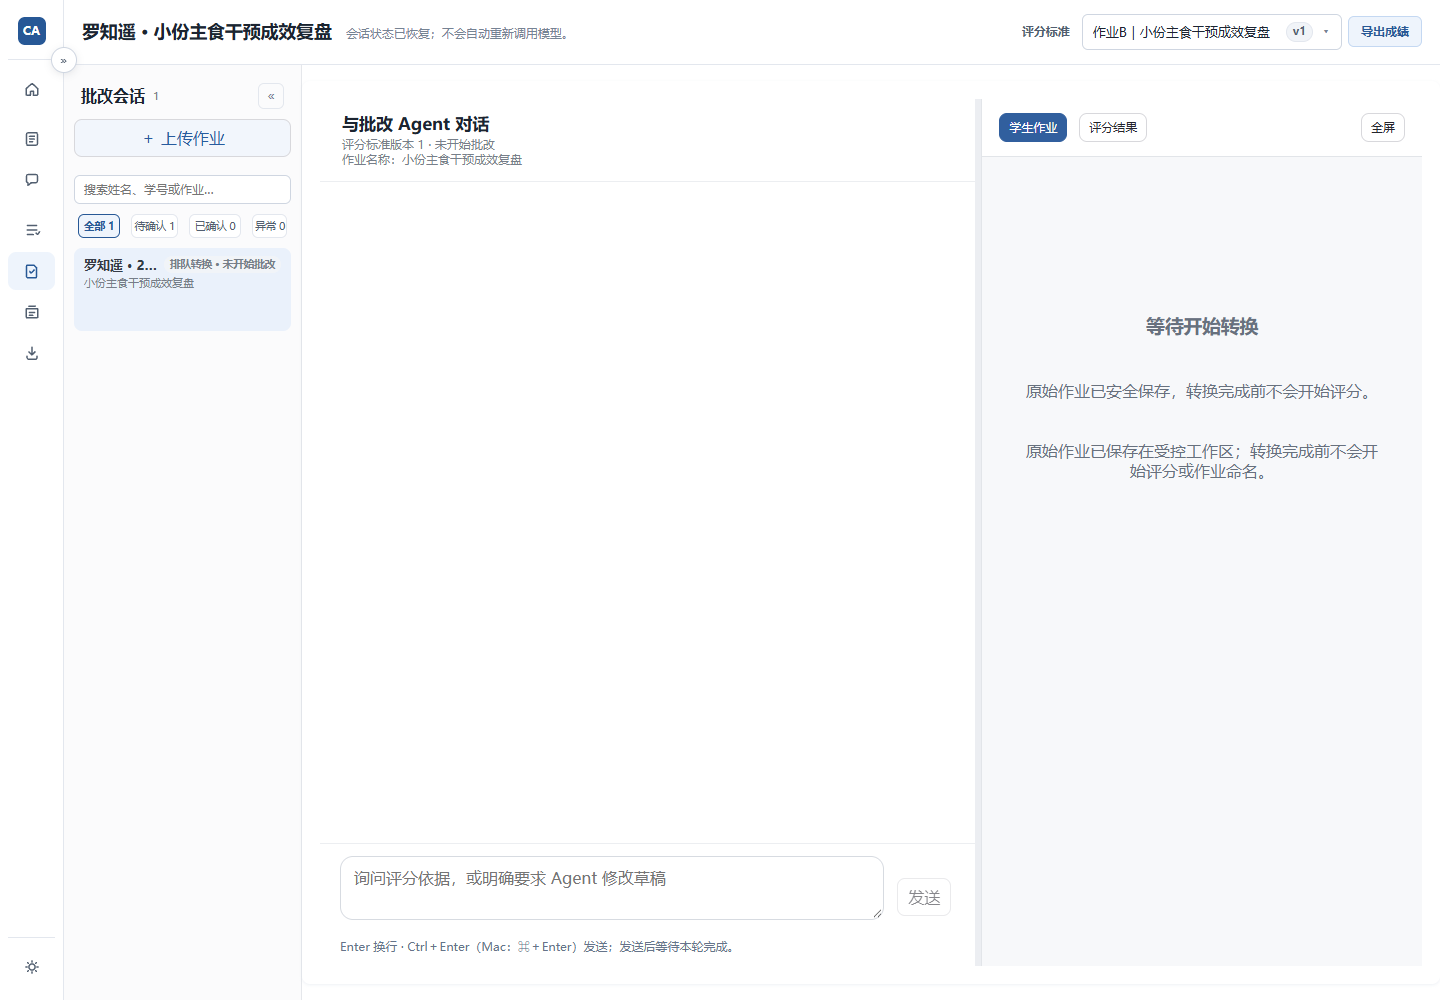 CA
罗知遥 • 小份主食干预成效复盘
会话状态已恢复；不会自动重新调用模型。
评分标准
作业B | 小份主食干预成效复盘
v1
导出成绩
»
批改会话 1
«
+ 上传作业
搜索姓名、学号或作业...
全部 1
待确认 1
已确认 0
异常 0
罗知遥 • 2...
排队转换 • 未开始批改
小份主食干预成效复盘
与批改 Agent 对话
评分标准版本 1 · 未开始批改
作业名称：小份主食干预成效复盘
询问评分依据，或明确要求 Agent 修改草稿
发送
Enter 换行 · Ctrl + Enter（Mac：⌘ + Enter）发送；发送后等待本轮完成。
学生作业
评分结果
全屏
等待开始转换
原始作业已安全保存，转换完成前不会开始评分。
原始作业已保存在受控工作区；转换完成前不会开
始评分或作业命名。